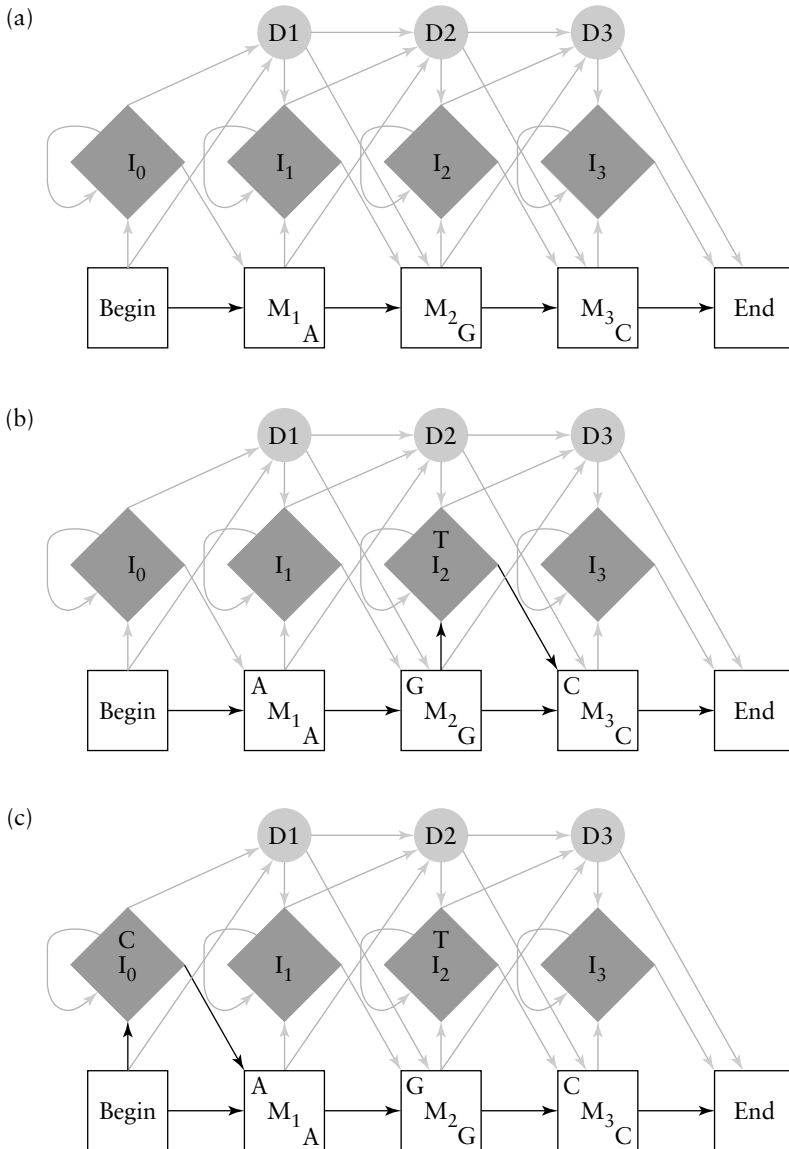 (a)
D1 D2 D3
I0 I1 I2 I3
Begin M1 A M2 G M3 C End
(b)
D1 D2 D3
T
I0 I1 I2 I3
A G C
Begin M1 M2 M3 End
A G C
(c)
D1 D2 D3
C T
I0 I1 I2 I3
A G C
Begin M1 M2 M3 End
A G C